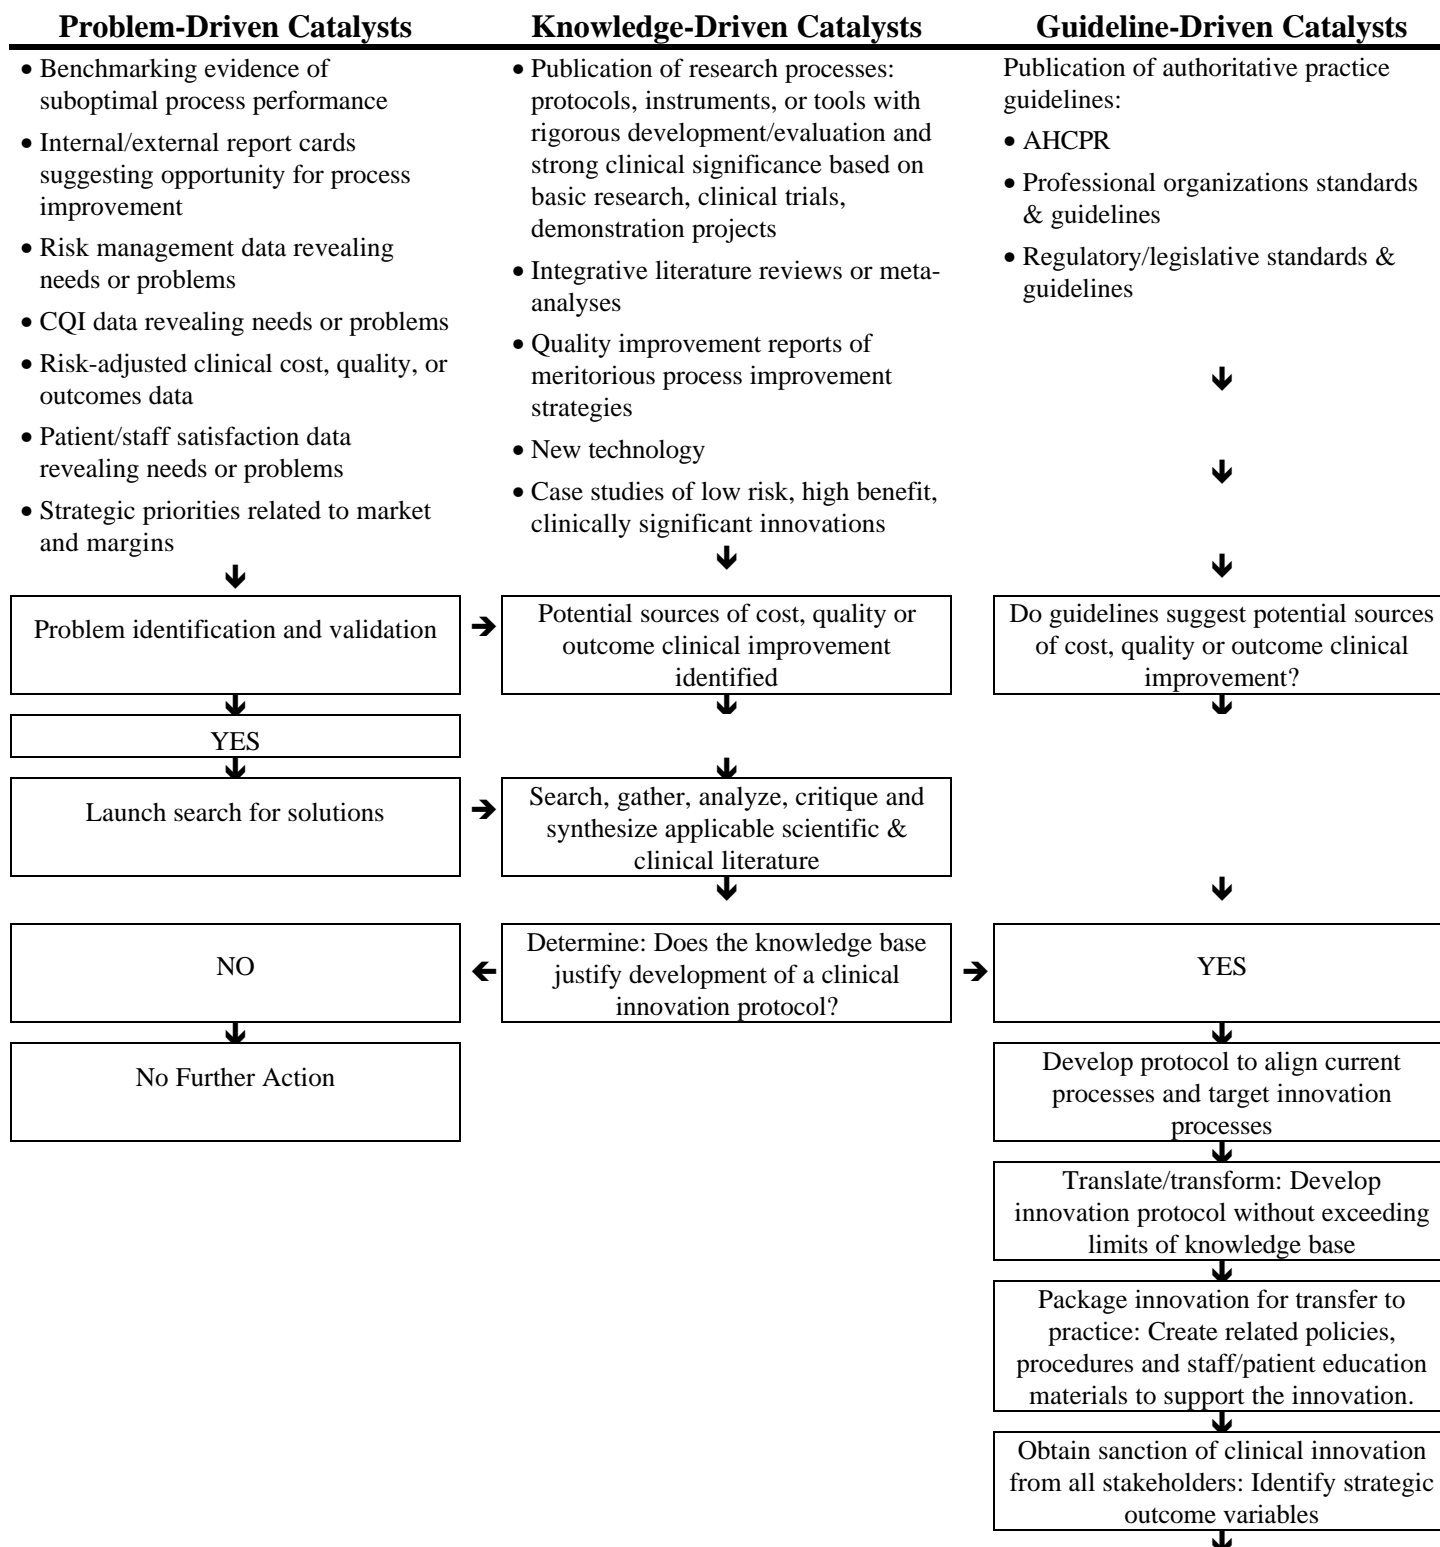 Problem-Driven Catalysts
Knowledge-Driven Catalysts
Guideline-Driven Catalysts
• Benchmarking evidence of
suboptimal process performance
• Internal/external report cards
suggesting opportunity for process
improvement
• Risk management data revealing
needs or problems
• CQI data revealing needs or problems
• Risk-adjusted clinical cost, quality, or
outcomes data
• Patient/staff satisfaction data
revealing needs or problems
• Strategic priorities related to market
and margins
• Publication of research processes:
protocols, instruments, or tools with
rigorous development/evaluation and
strong clinical significance based on
basic research, clinical trials,
demonstration projects
• Integrative literature reviews or meta-
analyses
• Quality improvement reports of
meritorious process improvement
strategies
• New technology
• Case studies of low risk, high benefit,
clinically significant innovations
Publication of authoritative practice
guidelines:
• AHCPR
• Professional organizations standards
& guidelines
• Regulatory/legislative standards &
guidelines
Problem identification and validation
Potential sources of cost, quality or
outcome clinical improvement
identified
Do guidelines suggest potential sources
of cost, quality or outcome clinical
improvement?
YES
Launch search for solutions
Search, gather, analyze, critique and
synthesize applicable scientific &
clinical literature
NO
Determine: Does the knowledge base
justify development of a clinical
innovation protocol?
YES
No Further Action
Develop protocol to align current
processes and target innovation
processes
Translate/transform: Develop
innovation protocol without exceeding
limits of knowledge base
Package innovation for transfer to
practice: Create related policies,
procedures and staff/patient education
materials to support the innovation.
Obtain sanction of clinical innovation
from all stakeholders: Identify strategic
outcome variables